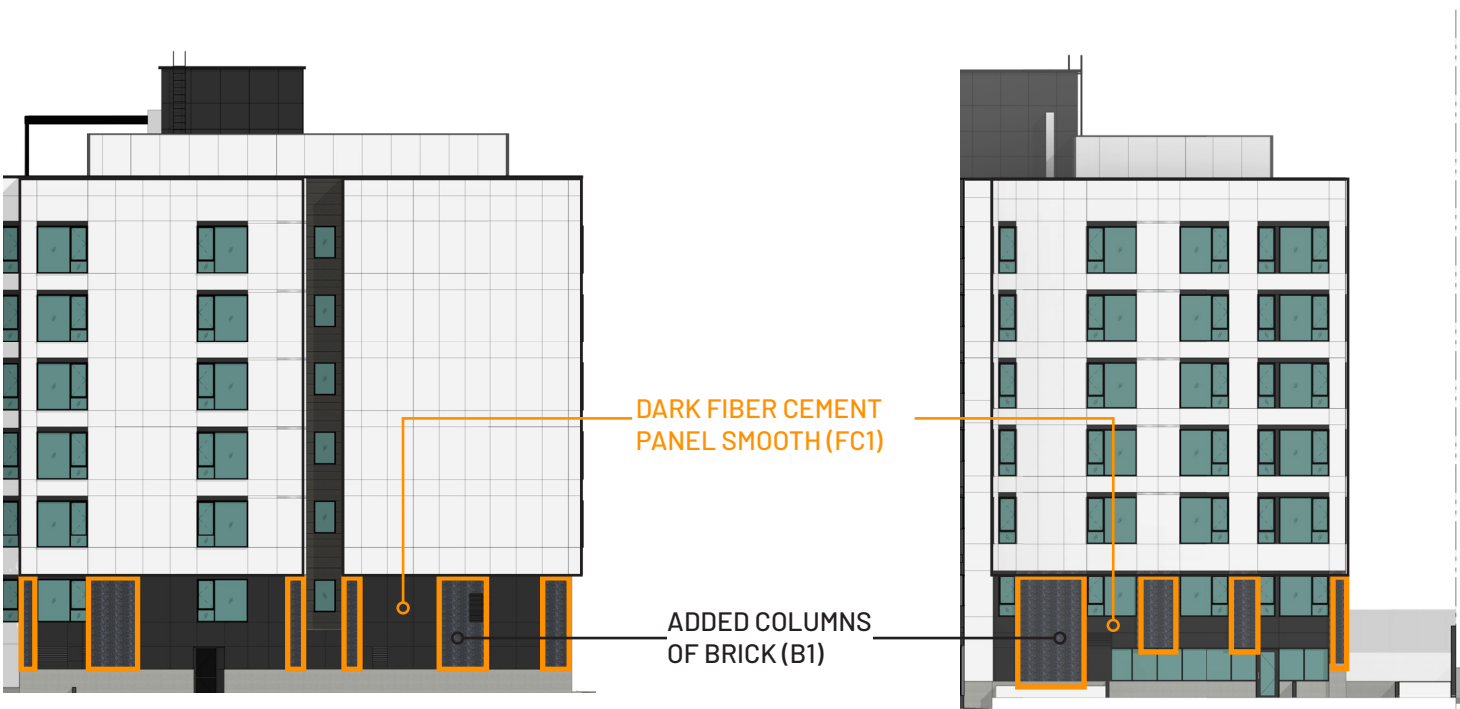 DARK FIBER CEMENT
PANEL SMOOTH (FC1)
ADDED COLUMNS
OF BRICK (B1)